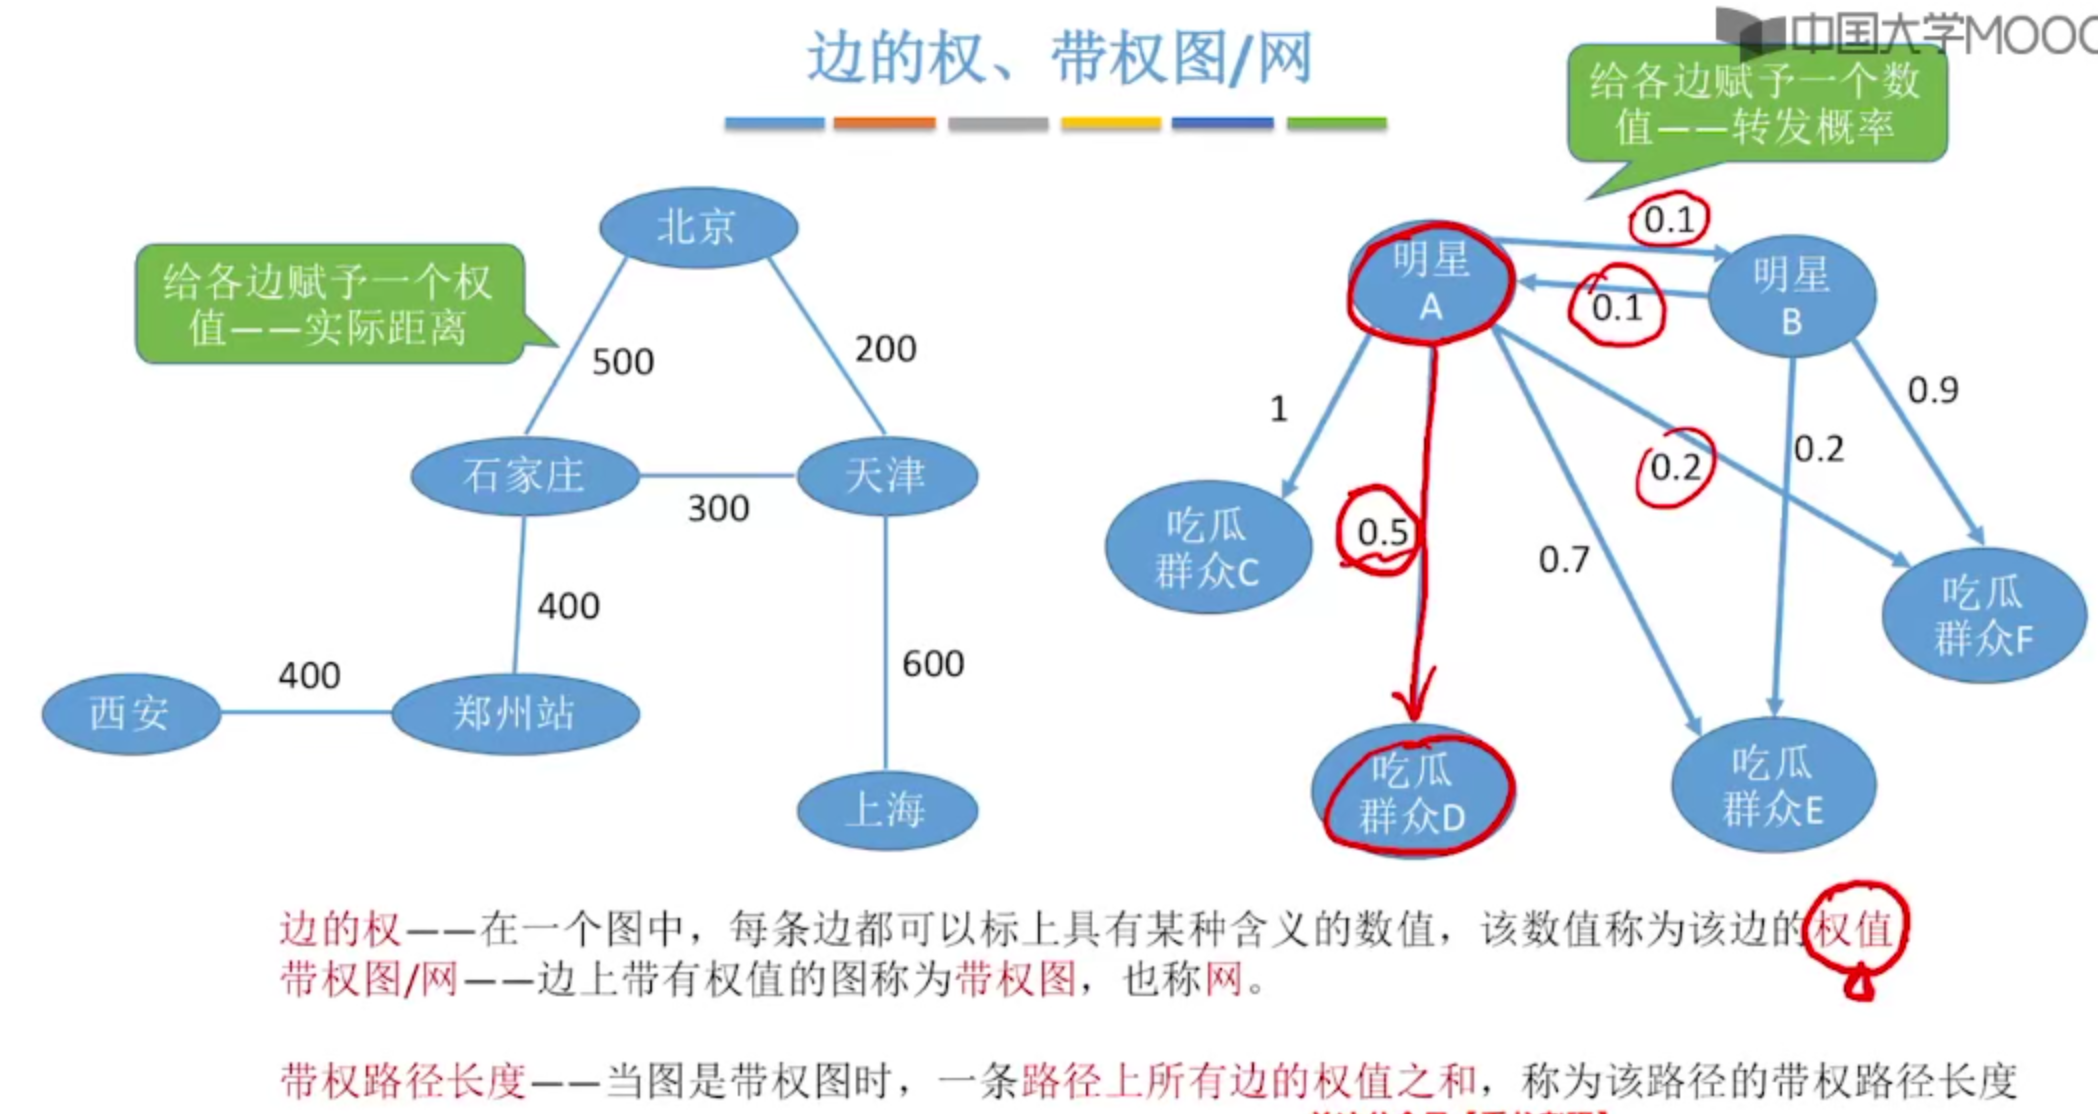 边的权、带权图/网
中国大学MOOC
给各边赋予一个数
值——转发概率
给各边赋予一个权
值——实际距离
北京
500
200
石家庄
300
天津
400
600
西安
400
郑州站
上海
明星
A
0.1
0.1
明星
B
1
0.5
0.7
0.2
0.2
0.9
吃瓜
群众C
吃瓜
群众D
吃瓜
群众E
吃瓜
群众F
边的权——在一个图中，每条边都可以标上具有某种含义的数值，该数值称为该边的权值
带权图/网——边上带有权值的图称为带权图，也称网。
带权路径长度——当图是带权图时，一条路径上所有边的权值之和，称为该路径的带权路径长度